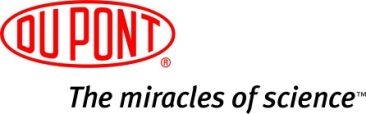 DU PONT®
The miracles of science™